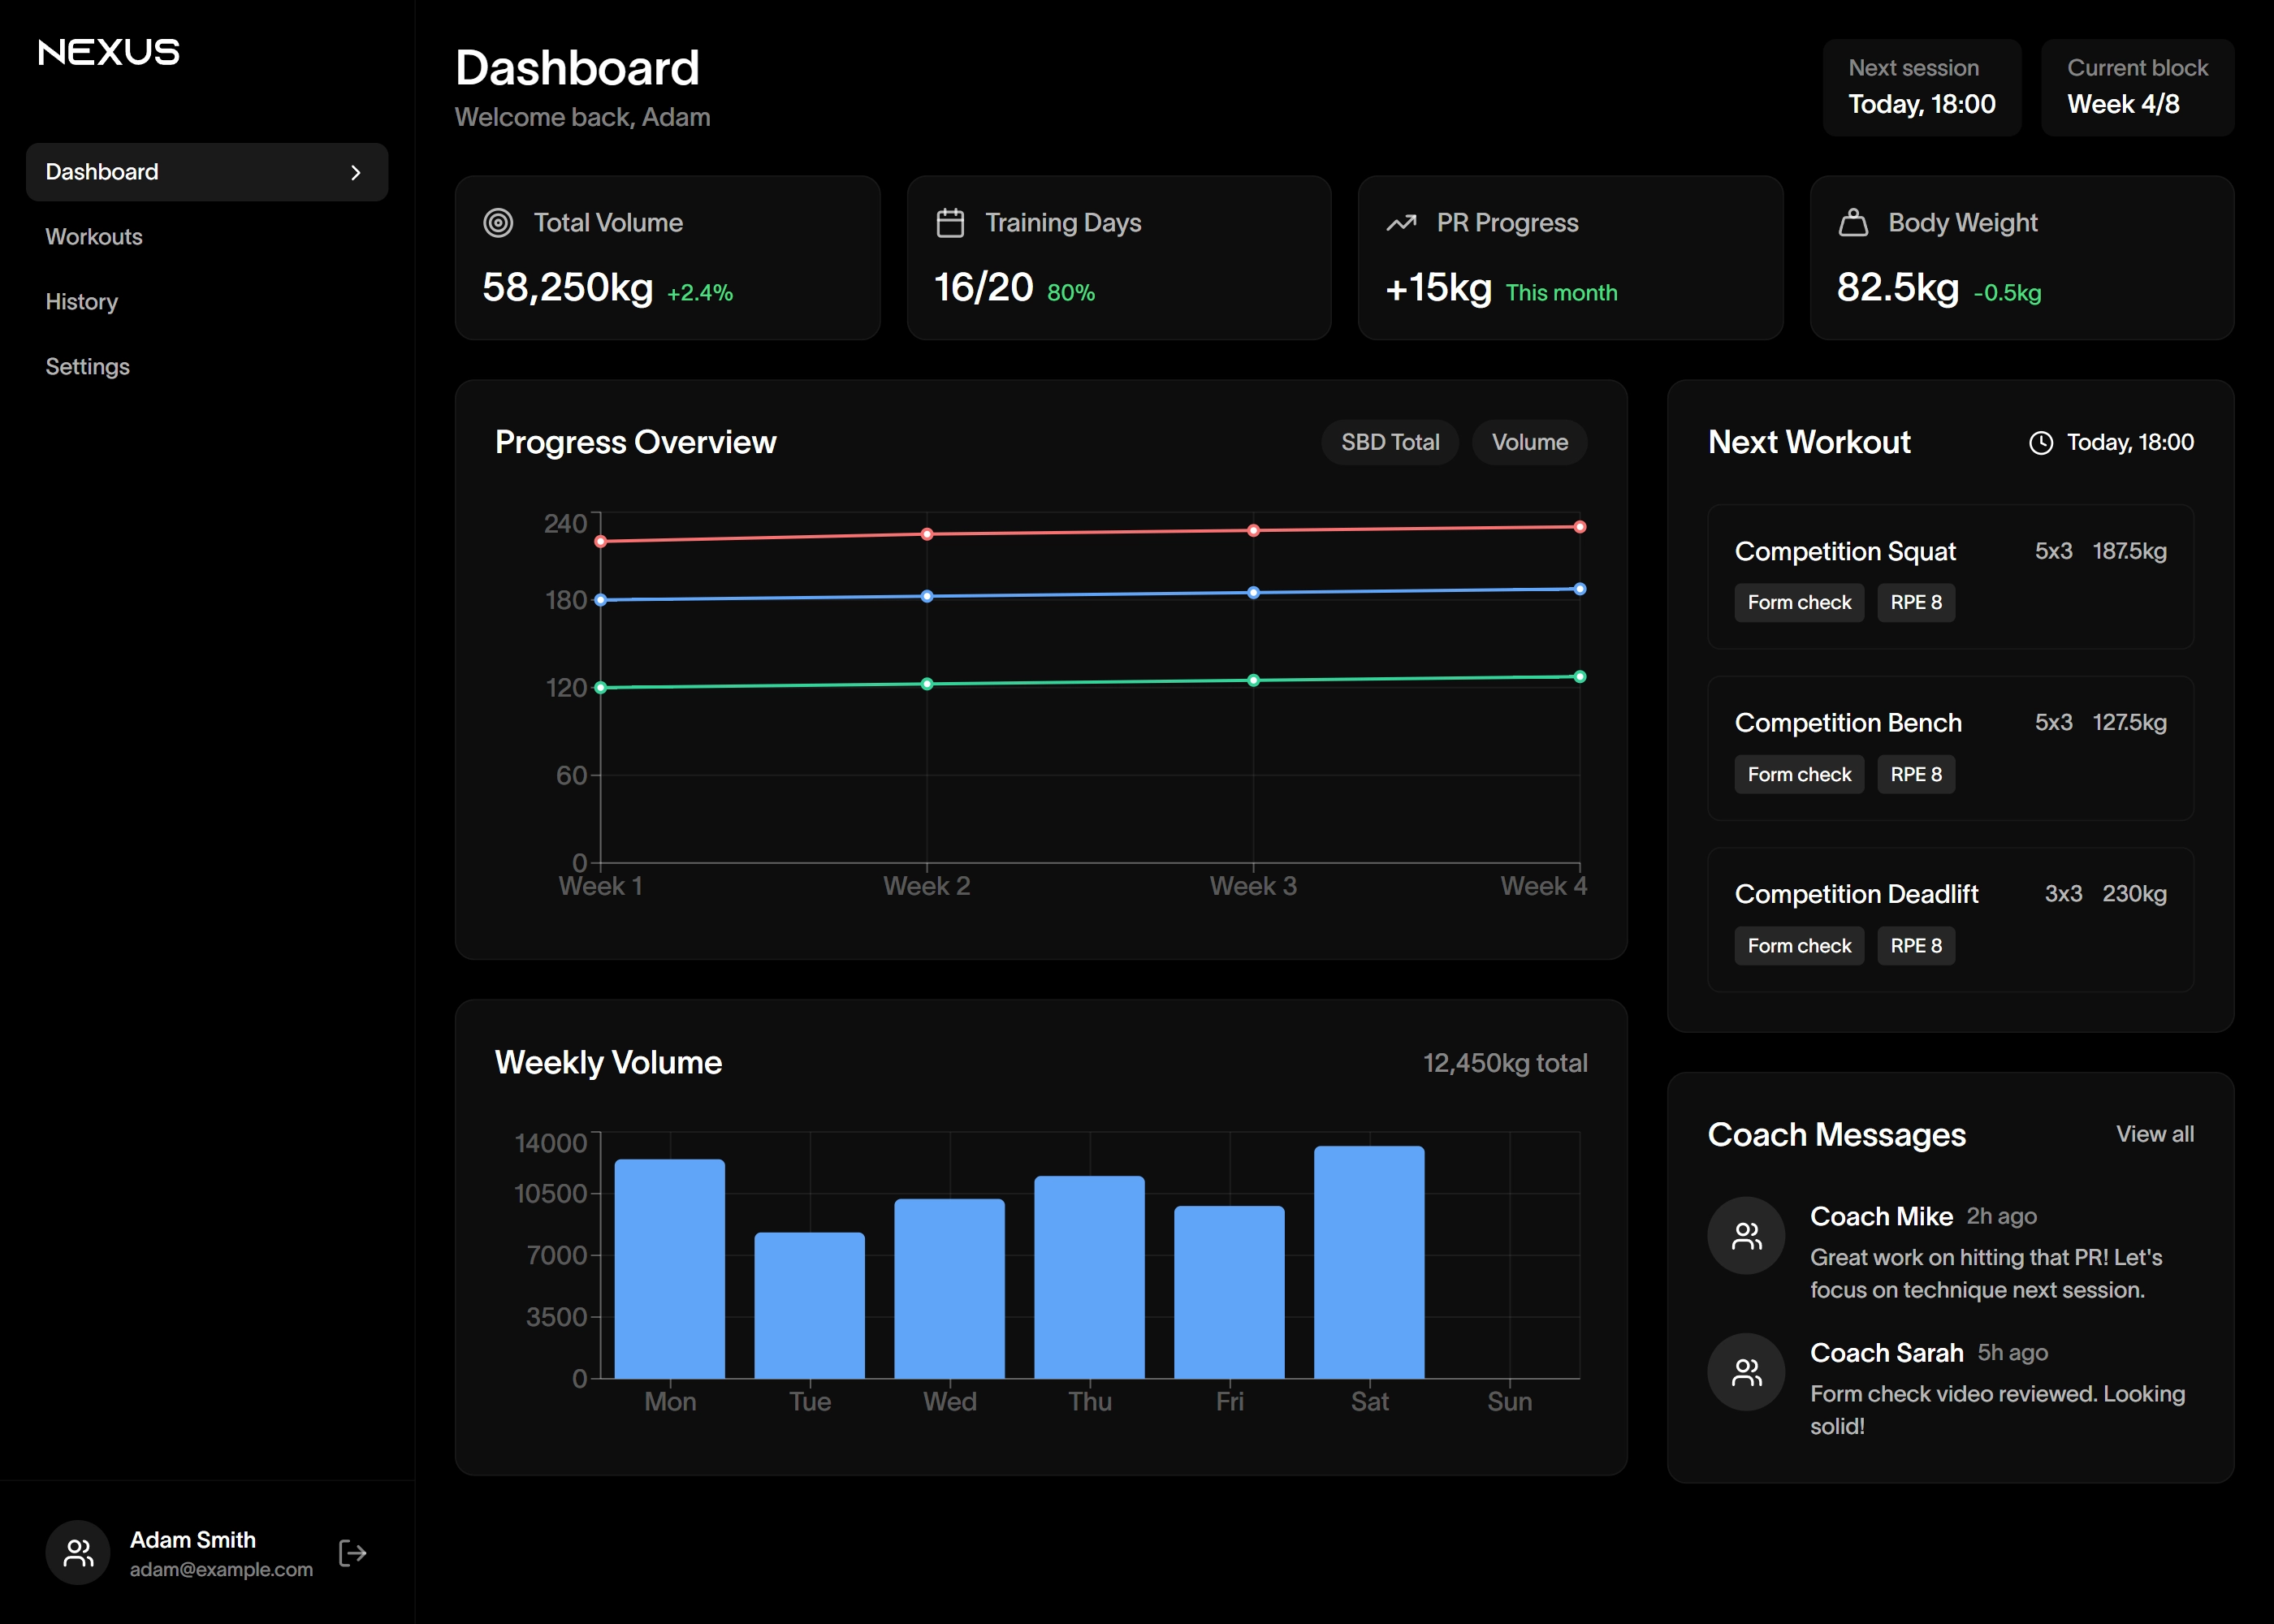 NEXUS
Dashboard
Workouts
History
Settings
Adam Smith
adam@example.com
Dashboard
Welcome back, Adam
Next session
Today, 18:00
Current block
Week 4/8
Total Volume
58,250kg +2.4%
Training Days
16/20 80%
PR Progress
+15kg This month
Body Weight
82.5kg -0.5kg
Progress Overview
SBD Total
Volume
240
180
120
60
0
Week 1 Week 2 Week 3 Week 4
Weekly Volume
12,450kg total
14000
10500
7000
3500
0
Mon Tue Wed Thu Fri Sat Sun
Next Workout
Today, 18:00
Competition Squat 5x3 187.5kg
Form check RPE 8
Competition Bench 5x3 127.5kg
Form check RPE 8
Competition Deadlift 3x3 230kg
Form check RPE 8
Coach Messages
View all
Coach Mike 2h ago
Great work on hitting that PR! Let's
focus on technique next session.
Coach Sarah 5h ago
Form check video reviewed. Looking
solid!